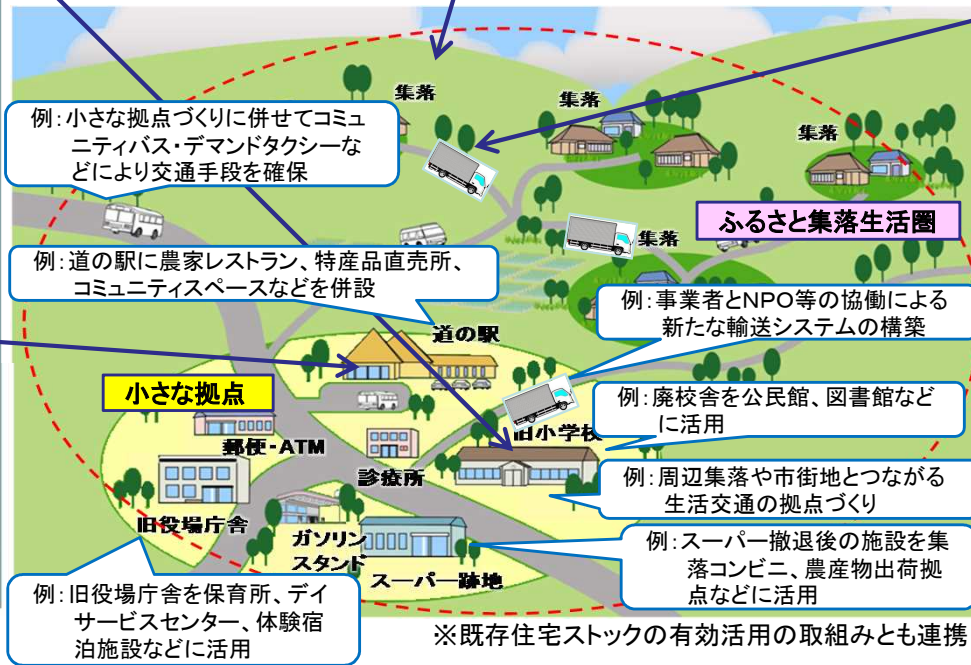 集落
集落
集落
例:小さな拠点づくりに併せてコミュ
ニティバス・デマンドタクシーな
どにより交通手段を確保
ふるさと集落生活圏
集落
例:道の駅に農家レストラン、特産品直売所、
コミュニティスペースなどを併設
例:事業者とNPO等の協働による
新たな輸送システムの構築
道の駅
小さな拠点
例:廃校舎を公民館、図書館など
に活用
旧小学校
郵便・ATM
診療所
例:周辺集落や市街地とつながる
生活交通の拠点づくり
旧役場庁舎
ガソリン
スタンド
スーパー跡地
例:スーパー撤退後の施設を集
落コンビニ、農産物出荷拠
点などに活用
例:旧役場庁舎を保育所、デイ
サービスセンター、体験宿
泊施設などに活用
※既存住宅ストックの有効活用の取組みとも連携